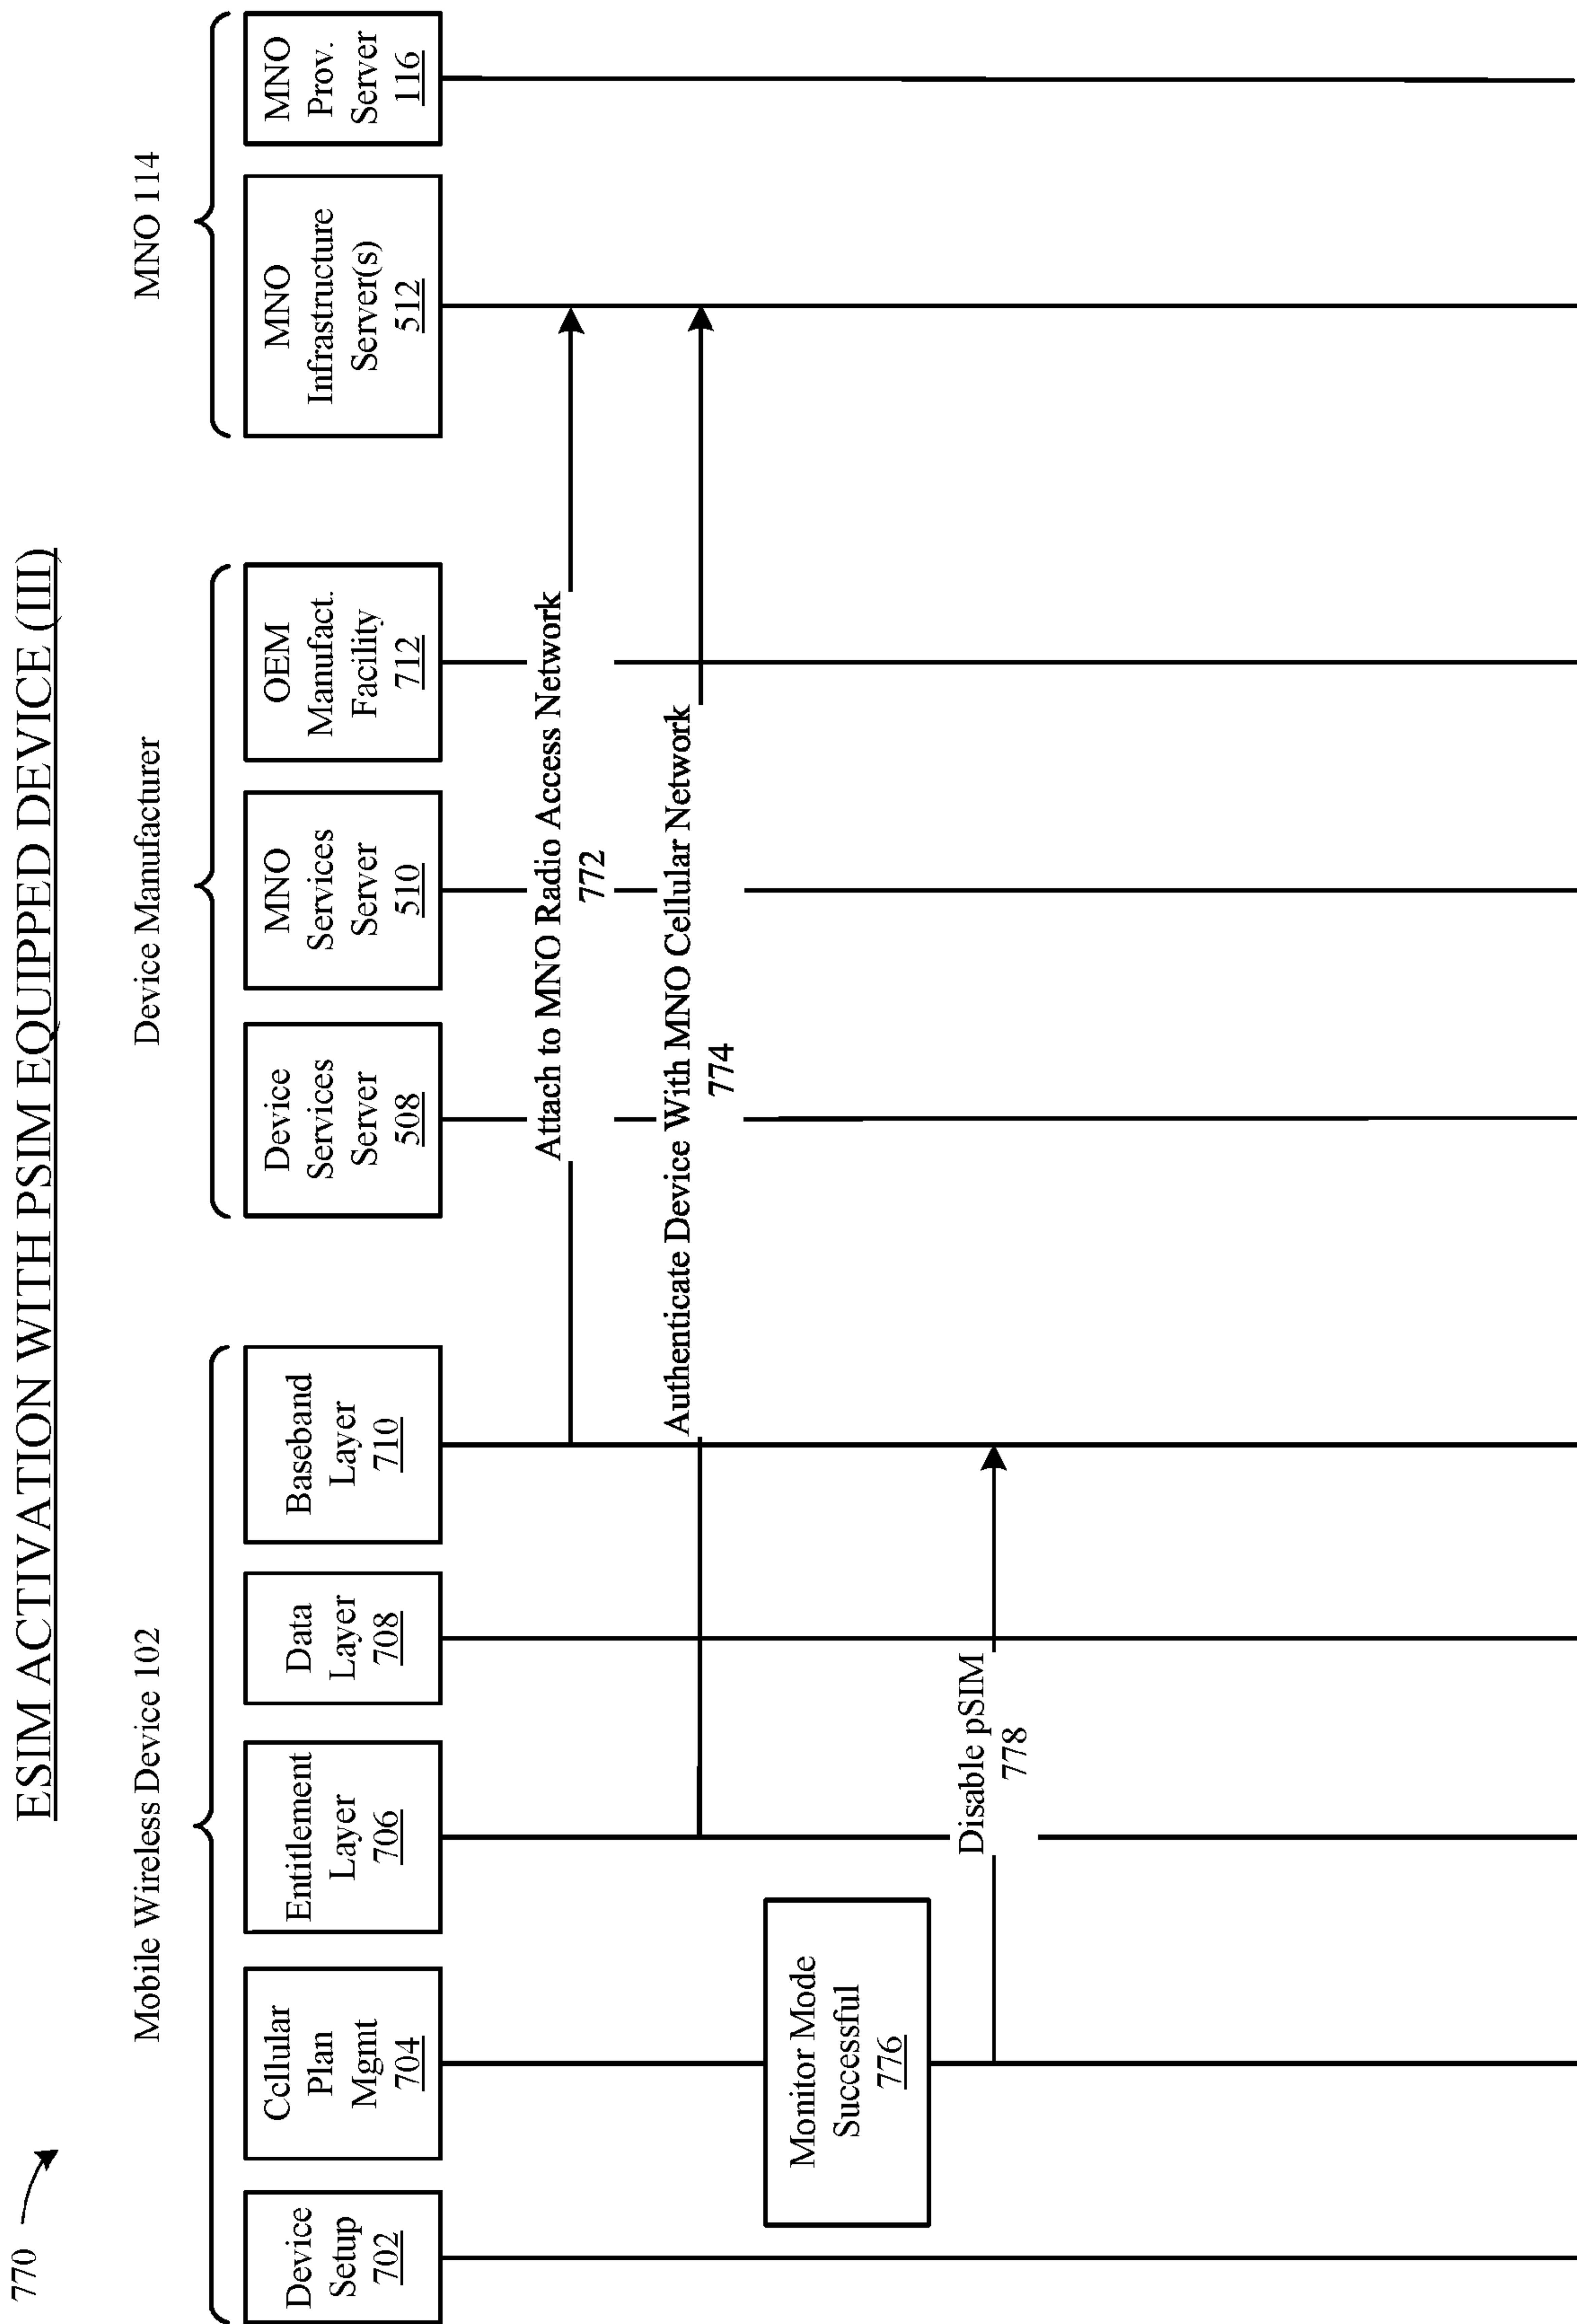 770
ESIM ACTIVATION WITH PSIM EQUIPPED DEVICE (III)
Mobile Wireless Device 102
Device Manufacturer
MNO 114
Device
Setup
702
Cellular
Plan
Mgmt
704
Entitlement
Layer
706
Data
Layer
708
Baseband
Layer
710
Device
Services
Server
508
MNO
Services
Server
510
OEM
Manufact.
Facility
712
MNO
Infrastructure
Server(s)
512
MNO
Prov.
Server
116
Attach to MNO Radio Access Network
772
Authenticate Device With MNO Cellular Network
774
Monitor Mode
Successful
776
Disable pSIM
778